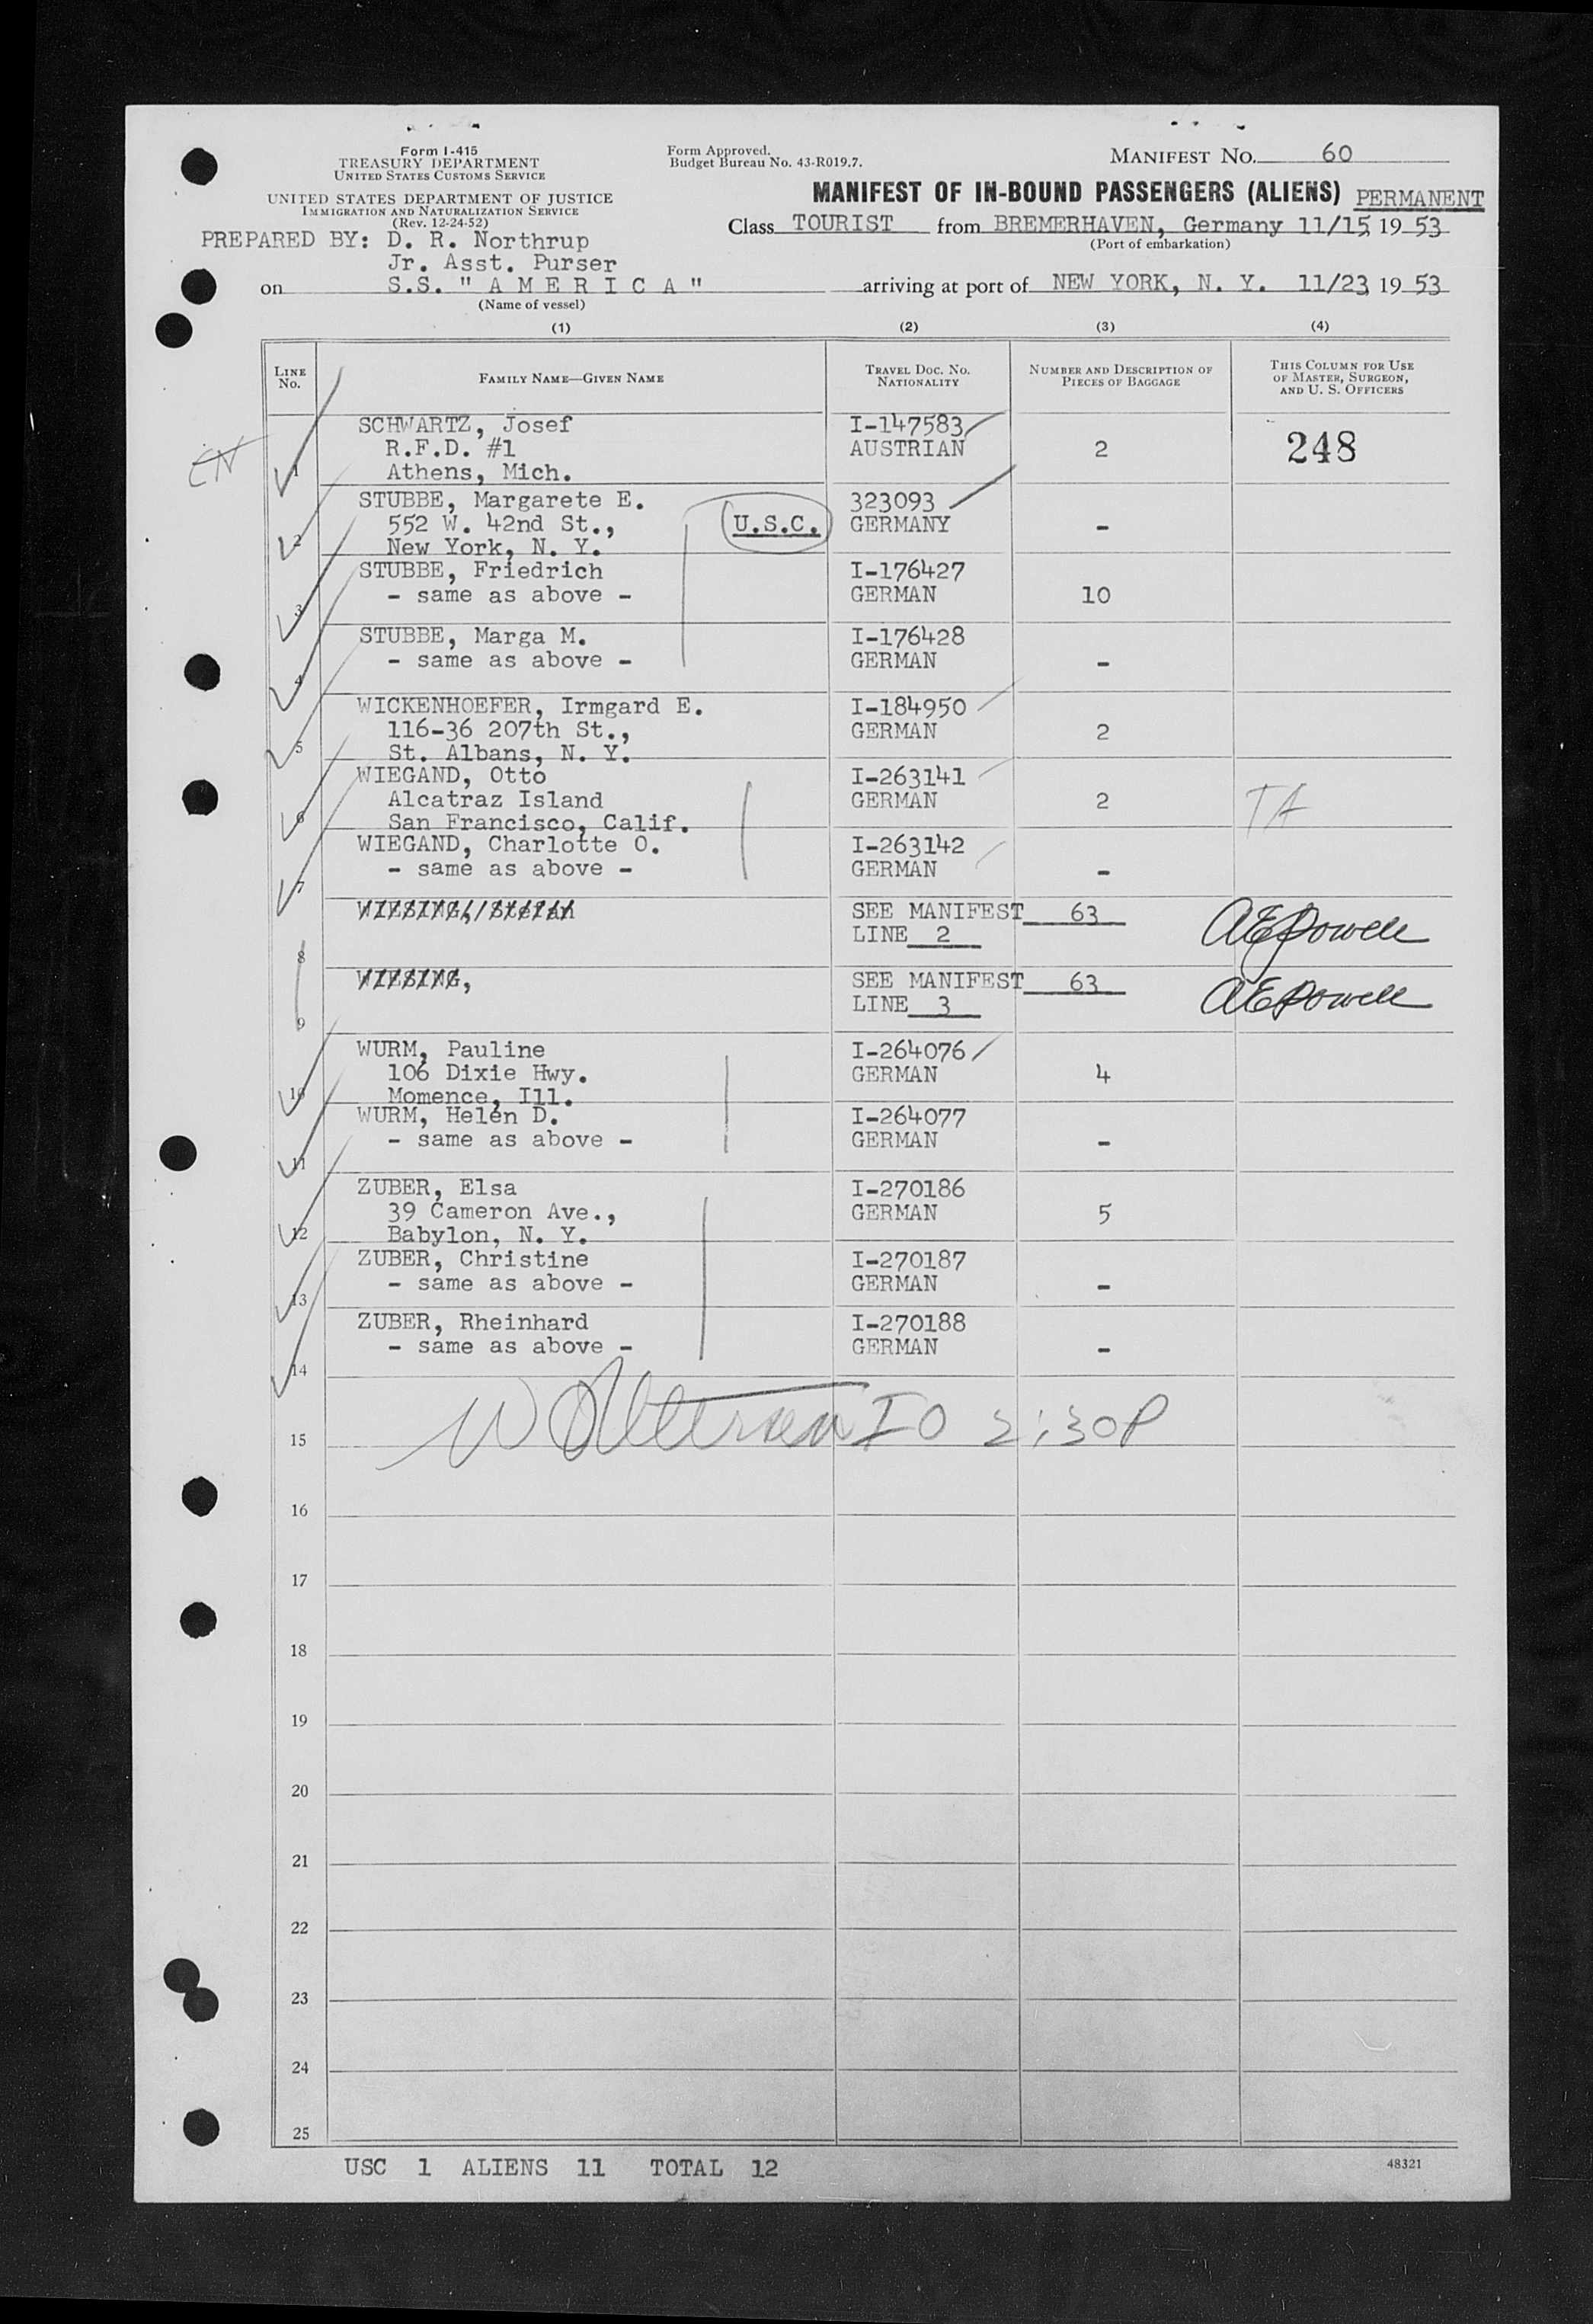 Form I-415
TREASURY DEPARTMENT
UNITED STATES CUSTOMS SERVICE
UNITED STATES DEPARTMENT OF JUSTICE
IMMIGRATION AND NATURALIZATION SERVICE
(Rev. 12-24-52)
Form Approved.
Budget Bureau No. 43-R019.7.
MANIFEST No. 60
MANIFEST OF IN-BOUND PASSENGERS (ALIENS) PERMANENT
Class TOURIST from BREMERHAVEN, Germany 11/15, 19 53
(Port of embarkation)
PREPARED BY: D. R. Northrup
Jr. Asst. Purser
on S.S. " A M E R I C A " arriving at port of NEW YORK, N. Y. 11/23, 19 53
(Name of vessel)
(1) (2) (3) (4)
LINE No. FAMILY NAME—GIVEN NAME TRAVEL DOC. No. NATIONALITY NUMBER AND DESCRIPTION OF PIECES OF BAGGAGE THIS COLUMN FOR USE OF MASTER, SURGEON, AND U. S. OFFICERS
SCHWARTZ, Josef I-147583
R.F.D. #1 AUSTRIAN 2 248
1 Athens, Mich.
STUBBE, Margarete E. 323093
552 W. 42nd St., U.S.C. GERMANY -
2 New York, N. Y.
STUBBE, Friedrich I-176427
3 - same as above - GERMAN 10
STUBBE, Marga M. I-176428
4 - same as above - GERMAN -
WICKENHOEFER, Irmgard E. I-184950
116-36 207th St., GERMAN 2
5 St. Albans, N. Y.
WIEGAND, Otto I-263141
Alcatraz Island GERMAN 2 TA
6 San Francisco, Calif.
WIEGAND, Charlotte O. I-263142
7 - same as above - GERMAN -
WIESING, Stefan SEE MANIFEST 63 AE Powell
8 LINE 2
WIESING, SEE MANIFEST 63 AE Powell
9 LINE 3
WURM, Pauline I-264076
106 Dixie Hwy. GERMAN 4
10 Momence, Ill.
WURM, Helen D. I-264077
11 - same as above - GERMAN -
ZUBER, Elsa I-270186
39 Cameron Ave., GERMAN 5
12 Babylon, N. Y.
ZUBER, Christine I-270187
13 - same as above - GERMAN -
ZUBER, Rheinhard I-270188
14 - same as above - GERMAN -
15 IO 2:30P
16
17
18
19
20
21
22
23
24
25
USC 1 ALIENS 11 TOTAL 12
48321